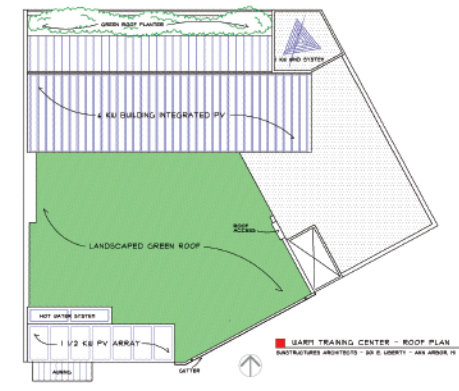 GREEN ROOF PLANTER
1 KW WIND SYSTEM
4 KW BUILDING INTEGRATED PV
ROOF
ACCESS
LANDSCAPED GREEN ROOF
HOT WATER SYSTEM
1 1/2 KW PV ARRAY
AWNING
GUTTER
WARM TRAINING CENTER - ROOF PLAN
SUNSTRUCTURES ARCHITECTS - 201 E. LIBERTY - ANN ARBOR, MI